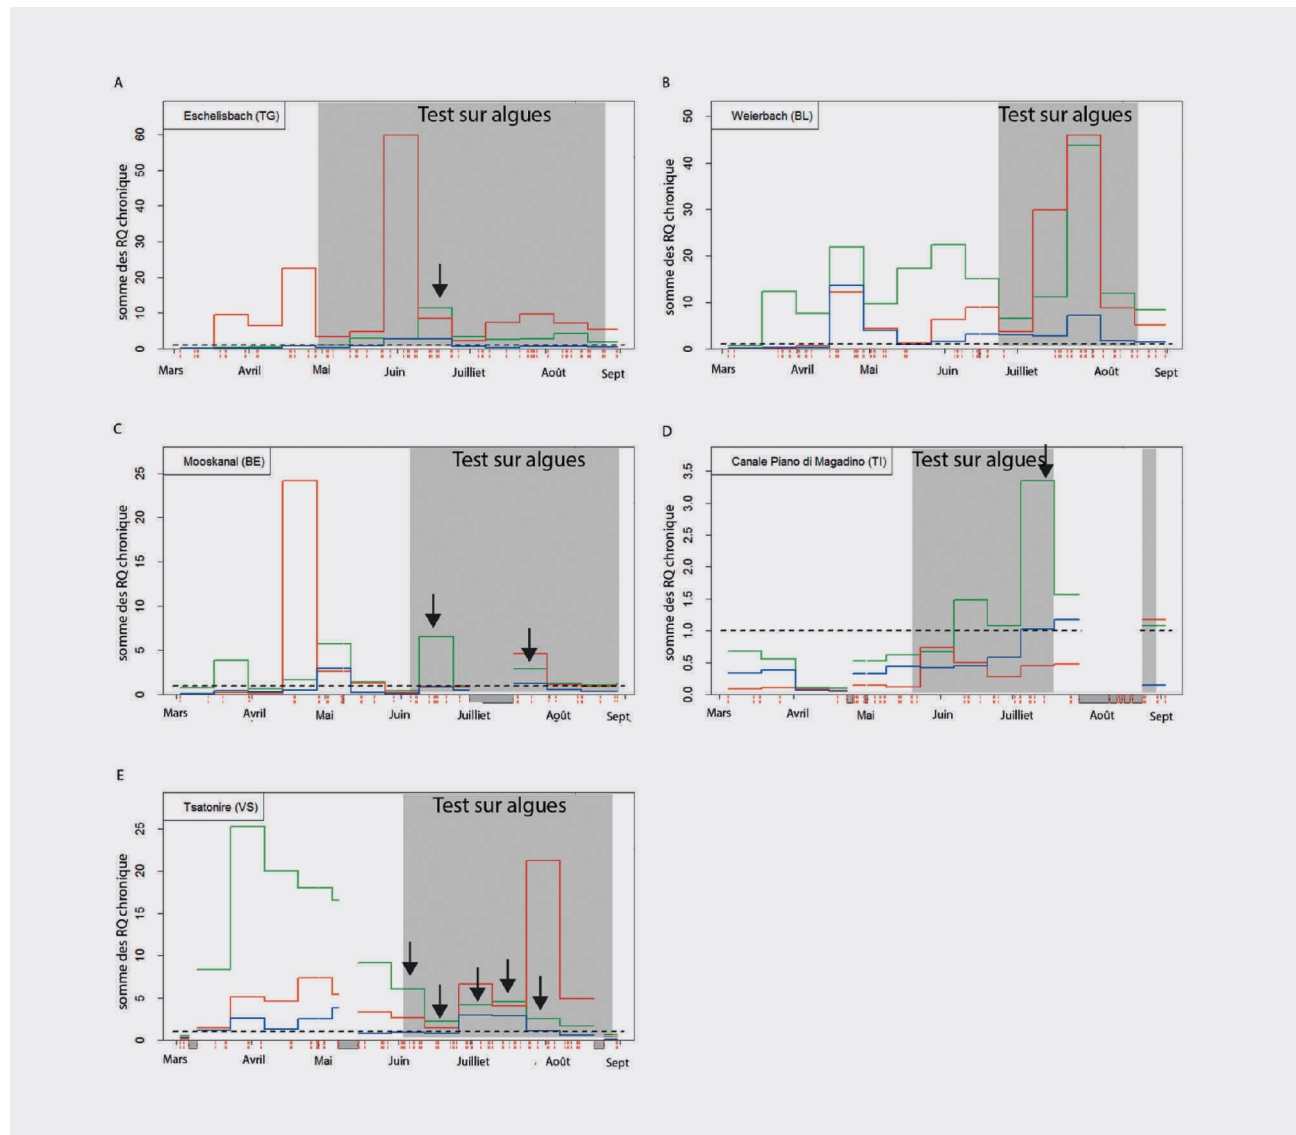 A
Eschelisbach (TG)
Test sur algues
somme des RQ chronique
60
50
40
30
20
10
0
Mars Avril Mai Juin Juilliet Août Sept
B
Weierbach (BL)
Test sur algues
somme des RQ chronique
50
40
30
20
10
0
Mars Avril Mai Juin Juilliet Août Sept
C
Mooskanal (BE)
Test sur algues
somme des RQ chronique
25
20
15
10
5
0
Mars Avril Mai Juin Juilliet Août Sept,
D
Canale Piano di Magadino (TI)
Test sur algues
somme des RQ chronique
3.5
3.0
2.5
2.0
1.5
1.0
0.5
0.0
Mars Avril Mai Juin Juilliet Août Sept
E
Tsatonire (VS)
Test sur algues
somme des RQ chronique
25
20
15
10
5
0
Mars Avril Mai Juin Juilliet , Août Sept